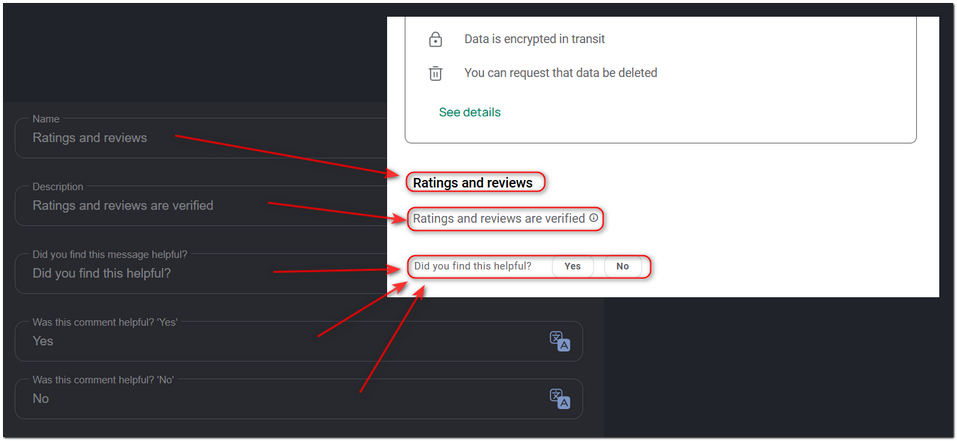 Data is encrypted in transit
You can request that data be deleted
See details
Name
Ratings and reviews
Ratings and reviews
Description
Ratings and reviews are verified
Ratings and reviews are verified
Did you find this message helpful?
Did you find this helpful?
Did you find this helpful? Yes No
Was this comment helpful? 'Yes'
Yes
Was this comment helpful? 'No'
No